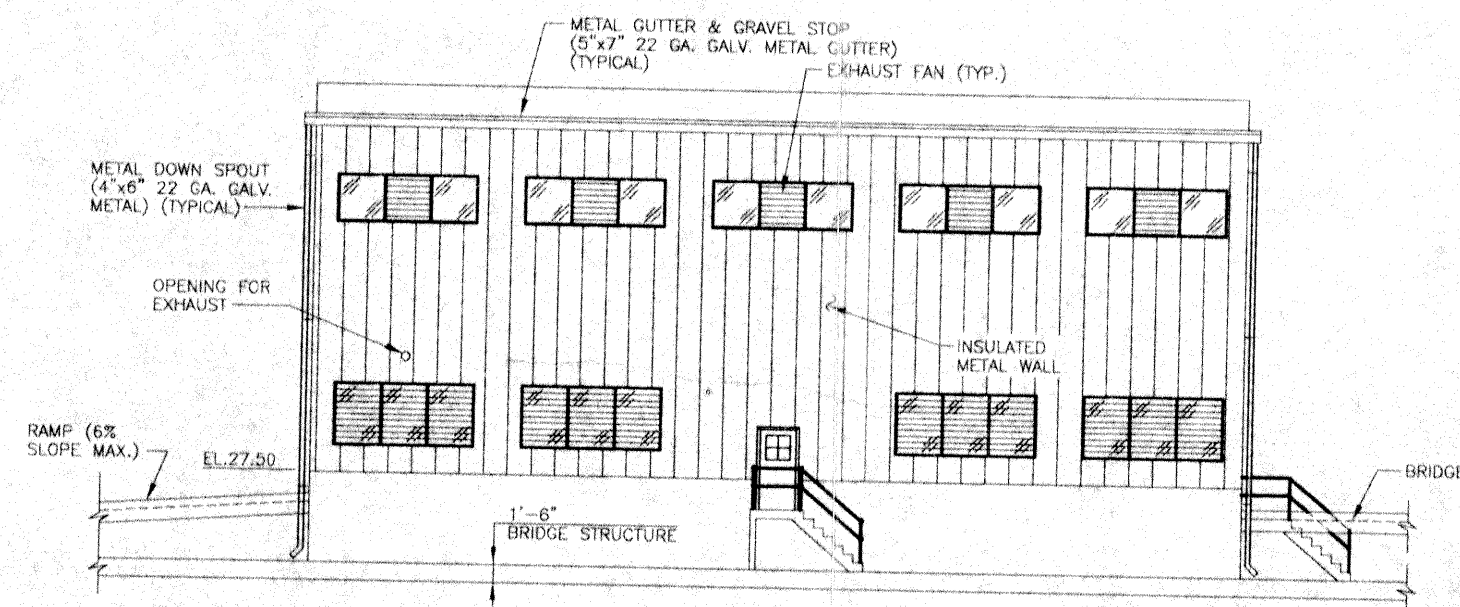 METAL GUTTER & GRAVEL STOP
(5"x7" 22 GA. GALV. METAL GUTTER)
(TYPICAL)
EXHAUST FAN (TYP.)
METAL DOWN SPOUT
(4"x6" 22 GA. GALV.
METAL) (TYPICAL)
OPENING FOR
EXHAUST
INSULATED
METAL WALL
RAMP (6%
SLOPE MAX.)
EL.27.50
BRIDGE
1'-6"
BRIDGE STRUCTURE